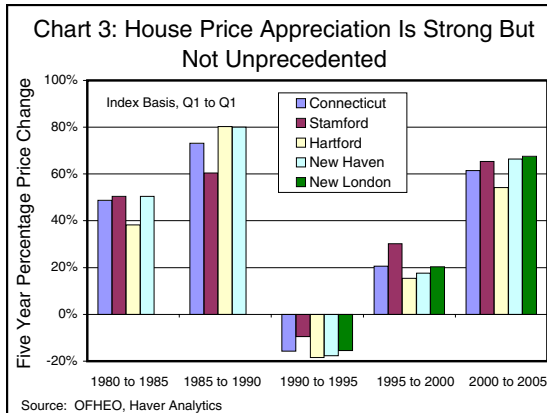 Chart 3: House Price Appreciation Is Strong But
Not Unprecedented
Five Year Percentage Price Change
100%
80%
60%
40%
20%
0%
-20%
Index Basis, Q1 to Q1
Connecticut
Stamford
Hartford
New Haven
New London
1980 to 1985
1985 to 1990
1990 to 1995
1995 to 2000
2000 to 2005
Source: OFHEO, Haver Analytics